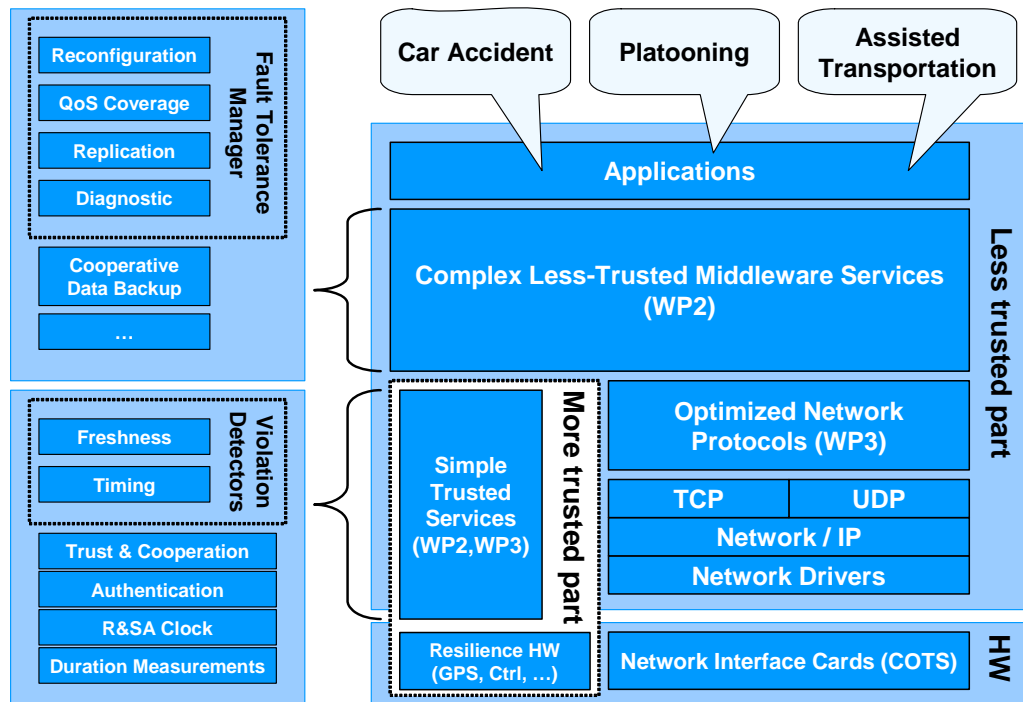 Reconfiguration
QoS Coverage
Replication
Diagnostic
Fault Tolerance
Manager
Cooperative
Data Backup
…
Freshness
Timing
Violation
Detectors
Trust & Cooperation
Authentication
R&SA Clock
Duration Measurements
Car Accident
Platooning
Assisted
Transportation
Applications
Complex Less-Trusted Middleware Services
(WP2)
Less trusted part
Simple
Trusted
Services
(WP2,WP3)
More trusted part
Optimized Network
Protocols (WP3)
TCP
UDP
Network / IP
Network Drivers
Resilience HW
(GPS, Ctrl, …)
Network Interface Cards (COTS)
HW